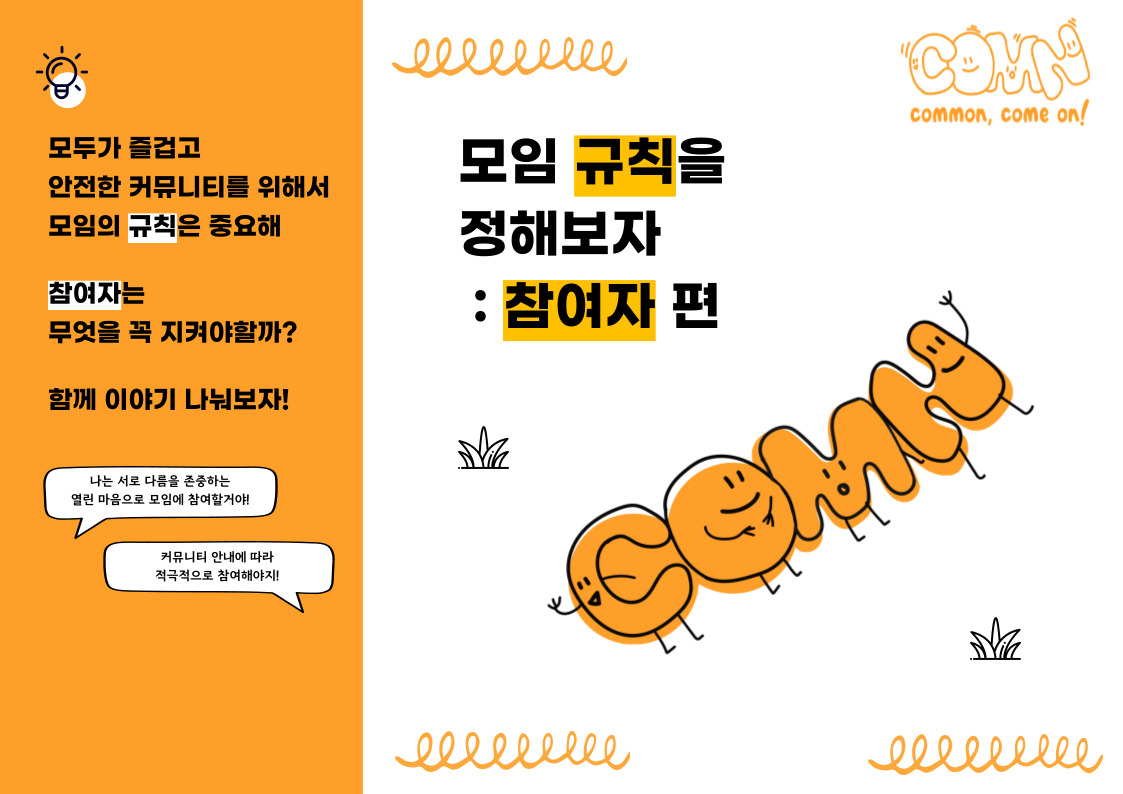 모두가 즐겁고
안전한 커뮤니티를 위해서
모임의 규칙은 중요해
참여자는
무엇을 꼭 지켜야할까?
함께 이야기 나눠보자!
나는 서로 다름을 존중하는
열린 마음으로 모임에 참여할거야!
커뮤니티 안내에 따라
적극적으로 참여해야지!
COMN
common, come on!
모임 규칙을
정해보자
: 참여자 편
COMN